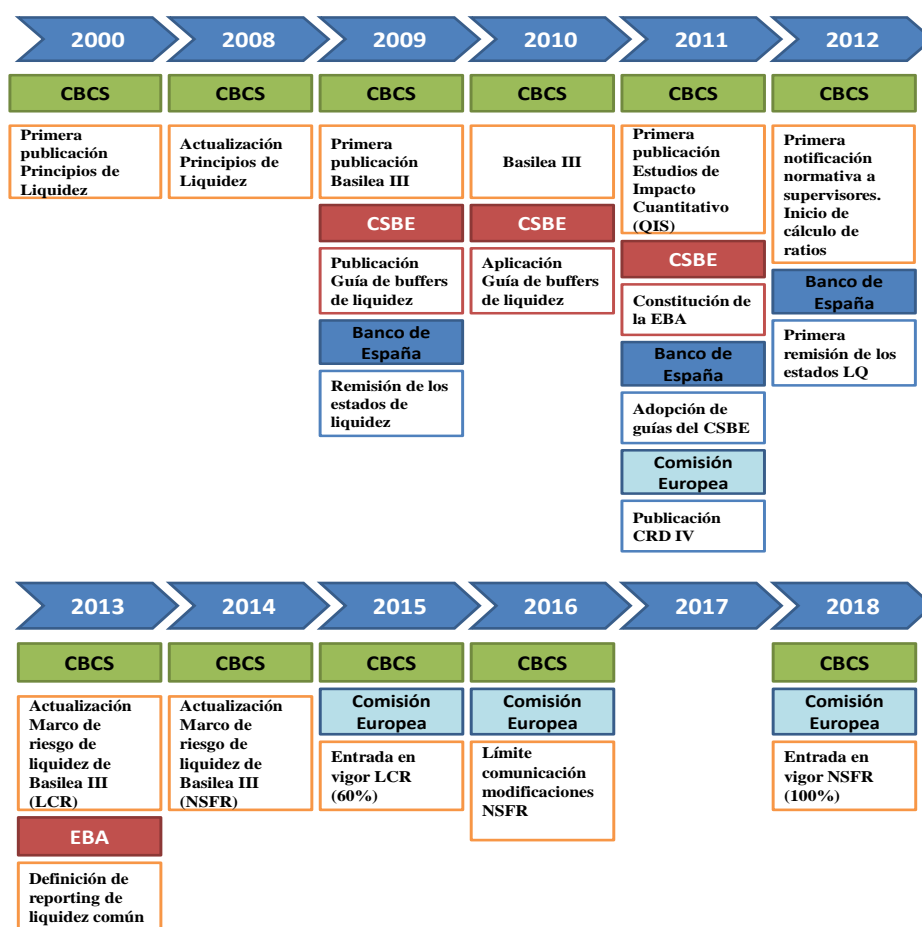 2000
2008
2009
2010
2011
2012
CBCS
CBCS
CBCS
CBCS
CBCS
CBCS
Primera
publicación
Principios de
Liquidez
Actualización
Principios de
Liquidez
Primera
publicación
Basilea III
CSBE
Publicación
Guía de buffers
de liquidez
Banco de
España
Remisión de los
estados de
liquidez
Basilea III
CSBE
Aplicación
Guía de buffers
de liquidez
Primera
publicación
Estudios de
Impacto
Cuantitativo
(QIS)
CSBE
Constitución de
la EBA
Banco de
España
Adopción de
guías del CSBE
Comisión
Europea
Publicación
CRD IV
Primera
notificación
normativa a
supervisores.
Inicio de
cálculo de
ratios
Banco de
España
Primera
remisión de los
estados LQ
2013
2014
2015
2016
2017
2018
CBCS
CBCS
CBCS
CBCS
CBCS
Actualización
Marco de
riesgo de
liquidez de
Basilea III
(LCR)
EBA
Definición de
reporting de
liquidez común
Actualización
Marco de
riesgo de
liquidez de
Basilea III
(NSFR)
Comisión
Europea
Entrada en
vigor LCR
(60%)
Comisión
Europea
Límite
comunicación
modificaciones
NSFR
Comisión
Europea
Entrada en
vigor NSFR
(100%)